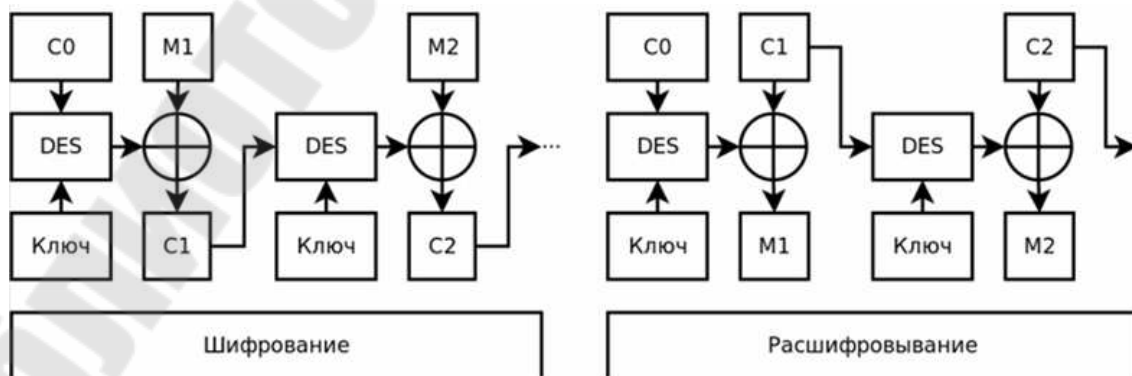 C0 M1 M2 C0 C1 C2
DES DES DES DES
Ключ C1 Ключ C2 Ключ M1 Ключ M2
...
Шифрование Расшифровывание